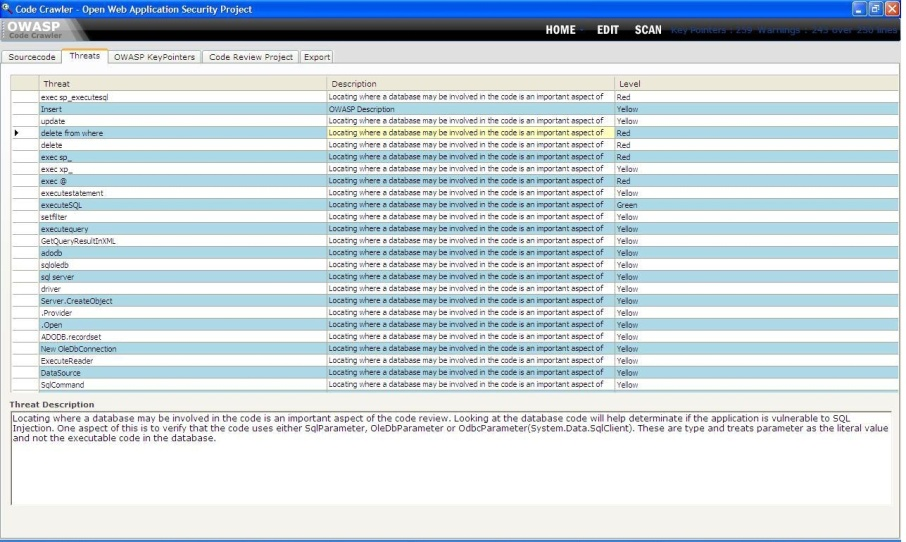 Code Crawler - Open Web Application Security Project
OWASP
Code Crawler
HOME EDIT SCAN Key Pointers : 259 Warnings : 243 over 250 lines
Sourcecode Threats OWASP KeyPointers Code Review Project Export
Threat Description Level
exec sp_executesql Locating where a database may be involved in the code is an important aspect of Red
Insert OWASP Description Yellow
update Locating where a database may be involved in the code is an important aspect of Yellow
delete from where Locating where a database may be involved in the code is an important aspect of Red
delete Locating where a database may be involved in the code is an important aspect of Red
exec sp_ Locating where a database may be involved in the code is an important aspect of Red
exec xp_ Locating where a database may be involved in the code is an important aspect of Yellow
exec @ Locating where a database may be involved in the code is an important aspect of Red
executestatement Locating where a database may be involved in the code is an important aspect of Yellow
executeSQL Locating where a database may be involved in the code is an important aspect of Green
setfilter Locating where a database may be involved in the code is an important aspect of Yellow
executequery Locating where a database may be involved in the code is an important aspect of Yellow
GetQueryResultInXML Locating where a database may be involved in the code is an important aspect of Yellow
adodb Locating where a database may be involved in the code is an important aspect of Yellow
sqloledb Locating where a database may be involved in the code is an important aspect of Yellow
sql server Locating where a database may be involved in the code is an important aspect of Yellow
driver Locating where a database may be involved in the code is an important aspect of Yellow
Server.CreateObject Locating where a database may be involved in the code is an important aspect of Yellow
.Provider Locating where a database may be involved in the code is an important aspect of Yellow
.Open Locating where a database may be involved in the code is an important aspect of Yellow
ADODB.recordset Locating where a database may be involved in the code is an important aspect of Yellow
New OleDbConnection Locating where a database may be involved in the code is an important aspect of Yellow
ExecuteReader Locating where a database may be involved in the code is an important aspect of Yellow
DataSource Locating where a database may be involved in the code is an important aspect of Yellow
SqlCommand Locating where a database may be involved in the code is an important aspect of Yellow
Threat Description
Locating where a database may be involved in the code is an important aspect of the code review. Looking at the database code will help determinate if the application is vulnerable to SQL
Injection. One aspect of this is to verify that the code uses either SqlParameter, OleDbParameter or OdbcParameter(System.Data.SqlClient). These are type and treats parameter as the literal value
and not the executable code in the database.